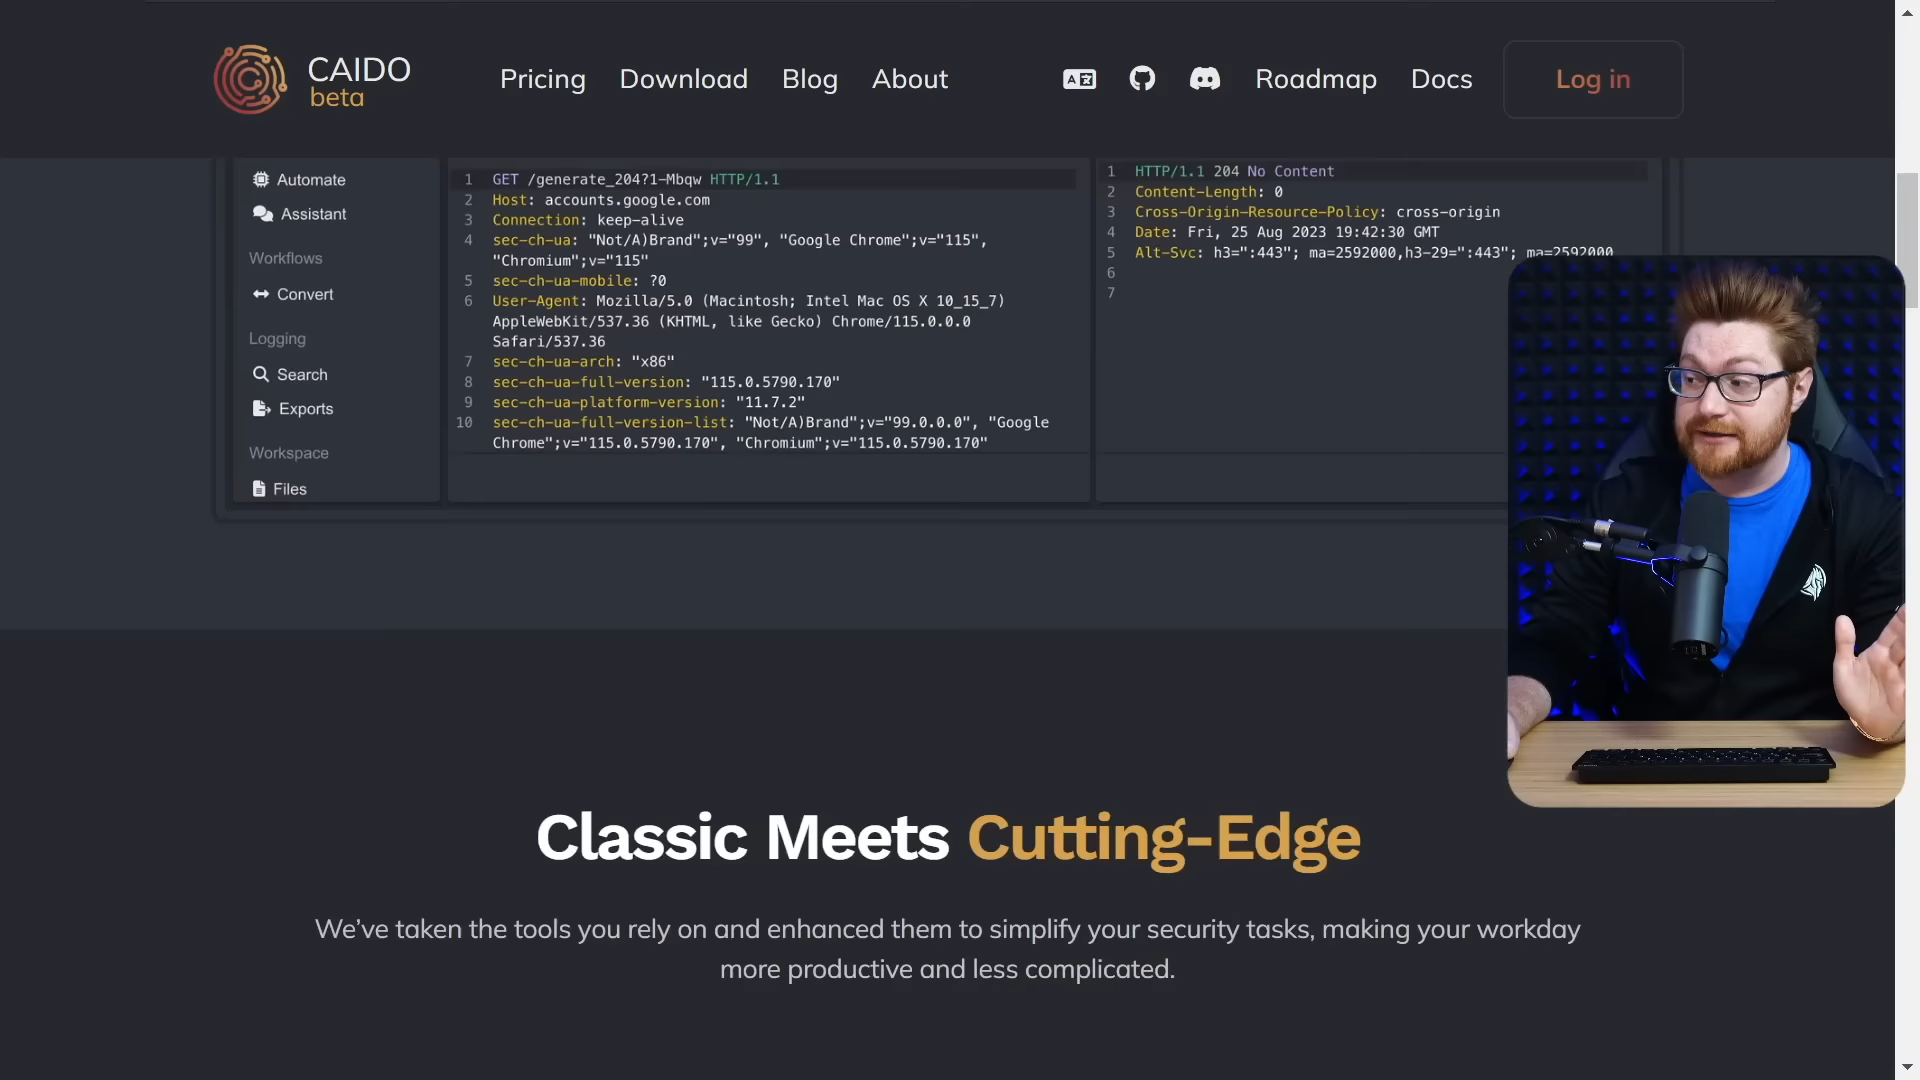 CAIDO
beta
Pricing
Download
Blog
About
Roadmap
Docs
Log in
Automate
Assistant
Workflows
Convert
Logging
Search
Exports
Workspace
Files
1 GET /generate_204?1-Mbqw HTTP/1.1
2 Host: accounts.google.com
3 Connection: keep-alive
4 sec-ch-ua: "Not/A)Brand";v="99", "Google Chrome";v="115",
"Chromium";v="115"
5 sec-ch-ua-mobile: ?0
6 User-Agent: Mozilla/5.0 (Macintosh; Intel Mac OS X 10_15_7)
AppleWebKit/537.36 (KHTML, like Gecko) Chrome/115.0.0.0
Safari/537.36
7 sec-ch-ua-arch: "x86"
8 sec-ch-ua-full-version: "115.0.5790.170"
9 sec-ch-ua-platform-version: "11.7.2"
10 sec-ch-ua-full-version-list: "Not/A)Brand";v="99.0.0.0", "Google
Chrome";v="115.0.5790.170", "Chromium";v="115.0.5790.170"
1 HTTP/1.1 204 No Content
2 Content-Length: 0
3 Cross-Origin-Resource-Policy: cross-origin
4 Date: Fri, 25 Aug 2023 19:42:30 GMT
5 Alt-Svc: h3=":443"; ma=2592000,h3-29=":443"; ma=2592000
6
7
Classic Meets Cutting-Edge
We've taken the tools you rely on and enhanced them to simplify your security tasks, making your workday
more productive and less complicated.